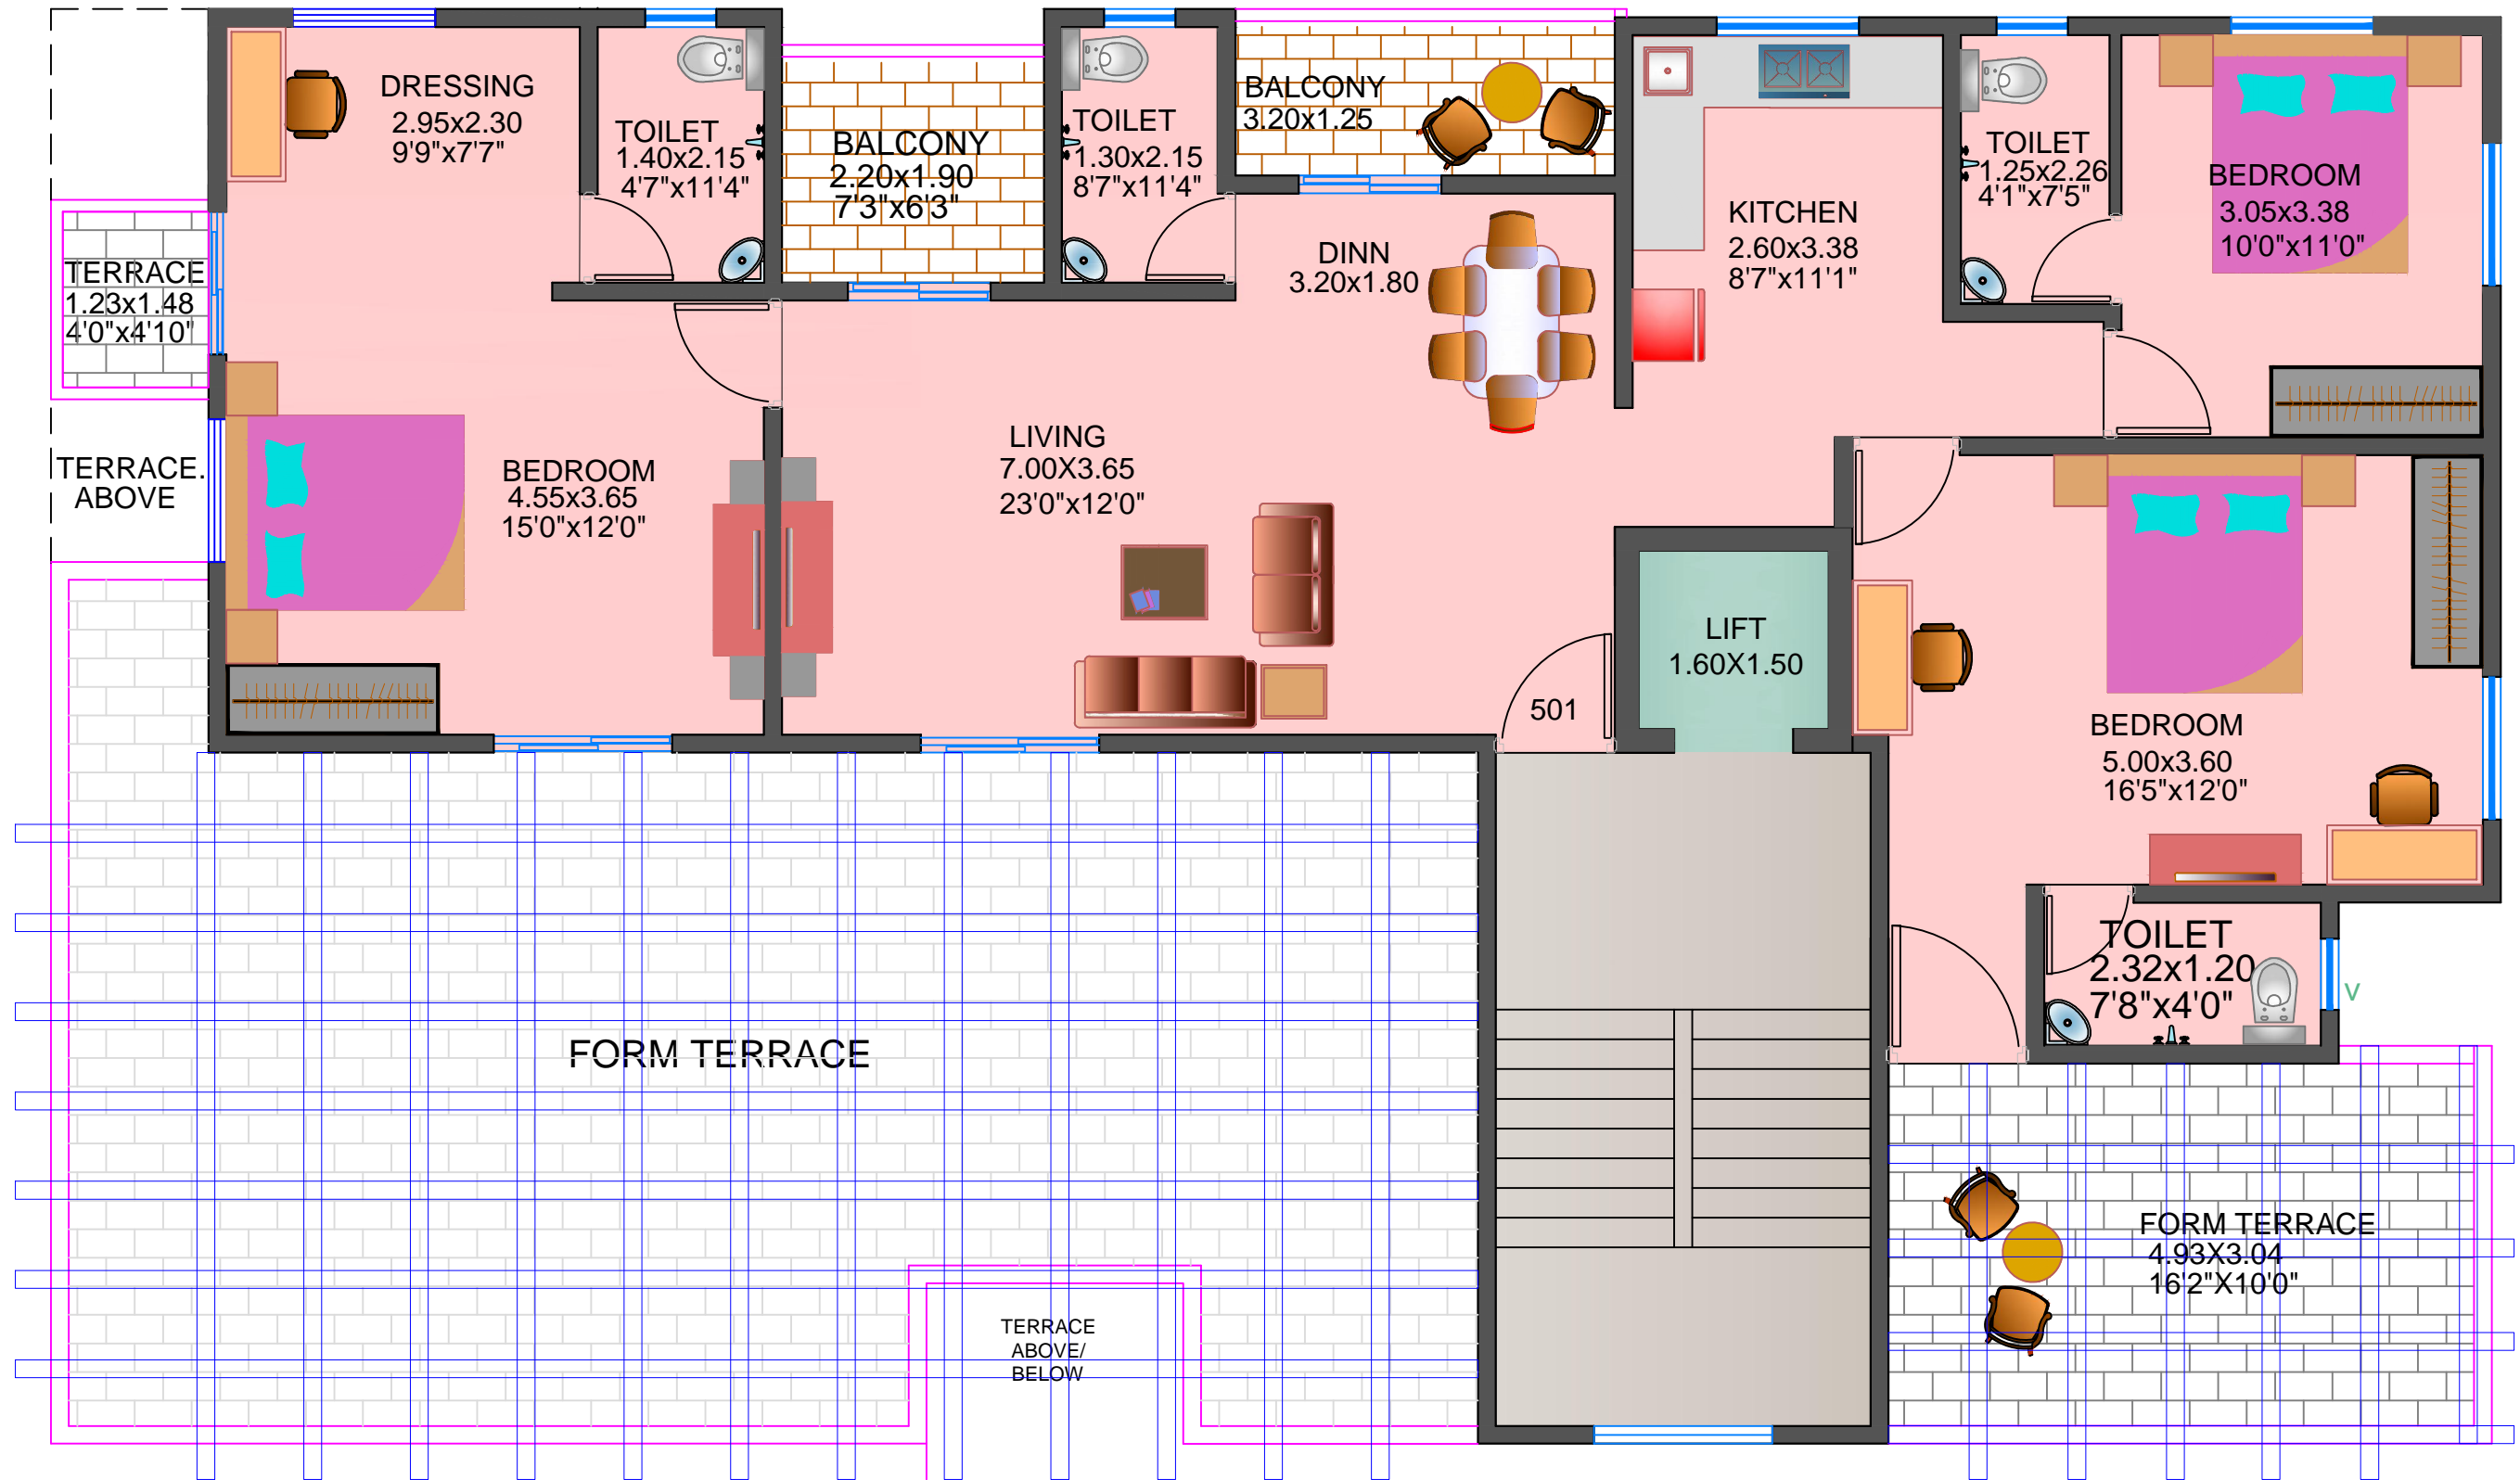 DRESSING
2.95x2.30
9'9"x7'7"
TOILET
1.40x2.15
4'7"x11'4"
BALCONY
2.20x1.90
7'3"x6'3"
TOILET
1.30x2.15
8'7"x11'4"
BALCONY
3.20x1.25
DINN
3.20x1.80
KITCHEN
2.60x3.38
8'7"x11'1"
TOILET
1.25x2.26
4'1"x7'5"
BEDROOM
3.05x3.38
10'0"x11'0"
TERRACE
1.23x1.48
4'0"x4'10"
TERRACE.
ABOVE
BEDROOM
4.55x3.65
15'0"x12'0"
LIVING
7.00X3.65
23'0"x12'0"
LIFT
1.60X1.50
501
BEDROOM
5.00x3.60
16'5"x12'0"
TOILET
2.32x1.20
7'8"x4'0"
V
FORM TERRACE
FORM TERRACE
4.93X3.04
16'2"X10'0"
TERRACE
ABOVE/
BELOW